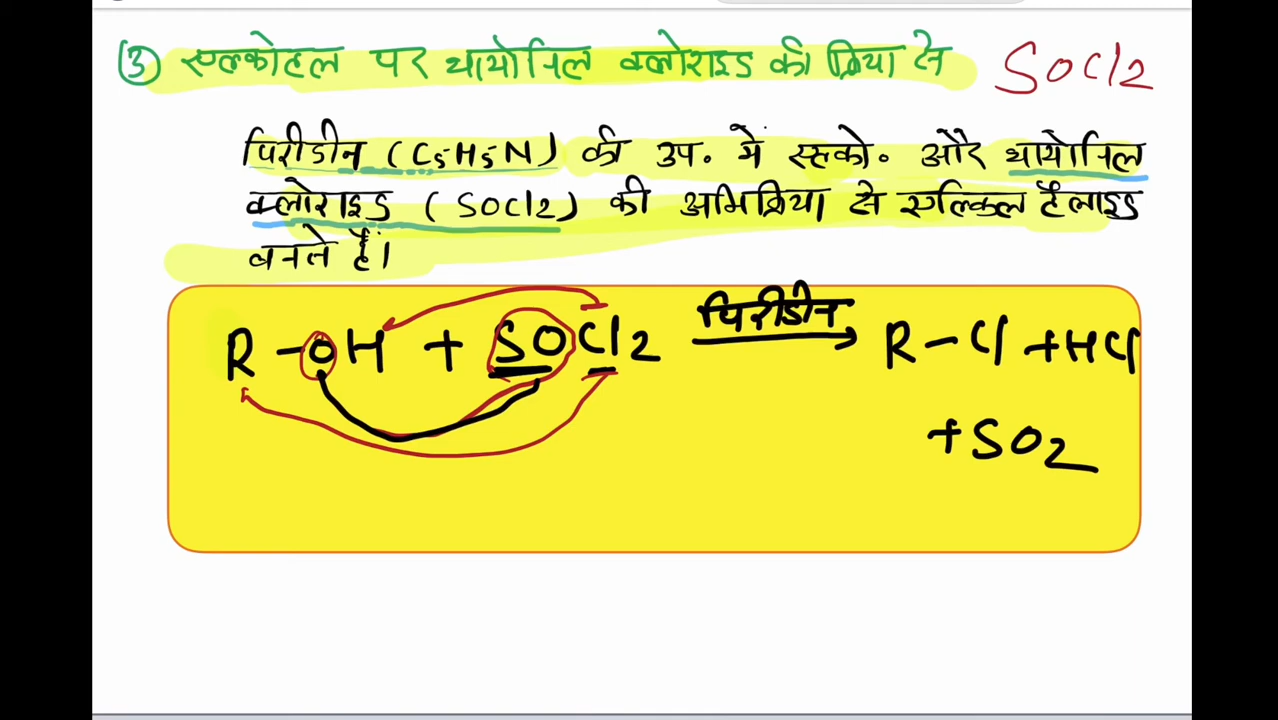 ③ एल्कोहल पर थायोनिल क्लोराइड की क्रिया से SOCl2
पिरीडीन (C5H5N) की उप. में एल्को. और थायोनिल
क्लोराइड (SOCl2) की अभिक्रिया से एल्किल हैलाइड
बनते हैं।
R-OH + SOCl2 पिरीडीन → R-Cl + HCl
+ SO2